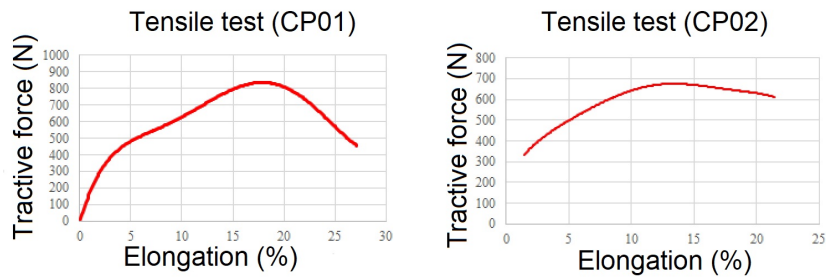 Tensile test (CP01)
Tractive force (N)
1000
900
800
700
600
500
400
300
200
100
0
0 5 10 15 20 25 30
Elongation (%)
Tensile test (CP02)
Tractive force (N)
800
700
600
500
400
300
200
100
0
0 5 10 15 20 25
Elongation (%)